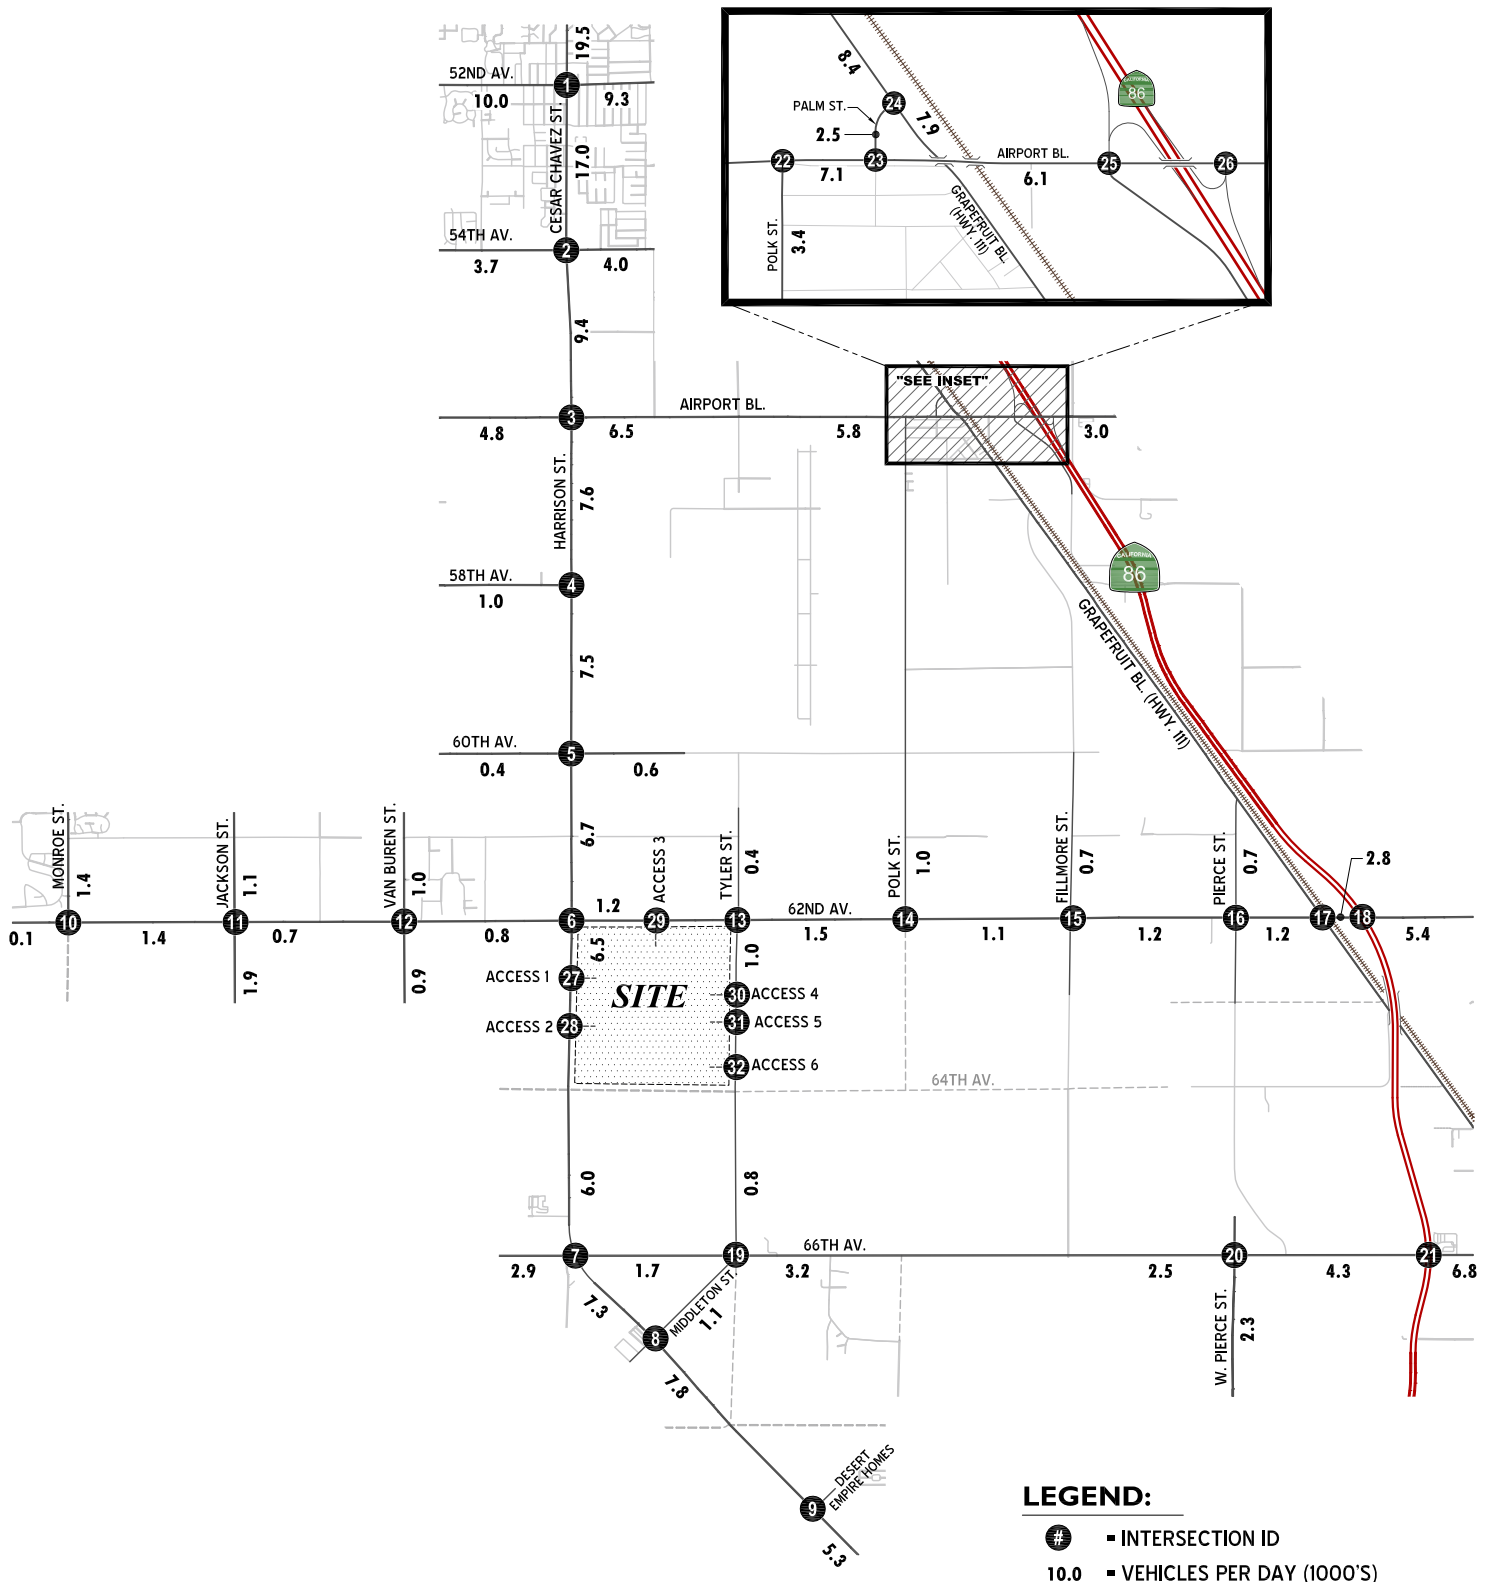 19.5
52ND AV.
1
10.0
9.3
CESAR CHAVEZ ST.
17.0
54TH AV.
2
3.7
4.0
9.4
8.4
24
PALM ST.
7.9
2.5
CALIFORNIA
86
22
23
AIRPORT BL.
25
26
7.1
6.1
POLK ST.
3.4
GRAPEFRUIT BL.
(HWY. 111)
"SEE INSET"
AIRPORT BL.
3
4.8
6.5
5.8
3.0
HARRISON ST.
7.6
58TH AV.
4
1.0
CALIFORNIA
86
GRAPEFRUIT BL. (HWY. 111)
7.5
60TH AV.
5
0.4
0.6
MONROE ST.
1.4
JACKSON ST.
1.1
VAN BUREN ST.
1.0
6.7
ACCESS 3
TYLER ST.
0.4
POLK ST.
1.0
FILLMORE ST.
0.7
PIERCE ST.
0.7
2.8
1.2
62ND AV.
10
11
12
6
29
13
14
15
16
17
18
0.1
1.4
0.7
0.8
1.5
1.1
1.2
1.2
5.4
1.9
0.9
6.5
1.0
ACCESS 1
27
SITE
30
ACCESS 4
ACCESS 2
28
31
ACCESS 5
32
ACCESS 6
64TH AV.
6.0
0.8
66TH AV.
7
19
20
21
2.9
1.7
3.2
2.5
4.3
6.8
7.3
MIDDLETON ST.
1.1
8
W. PIERCE ST.
2.3
7.8
DESERT
EMPIRE HOMES
9
5.3
LEGEND:
# = INTERSECTION ID
10.0 = VEHICLES PER DAY (1000'S)